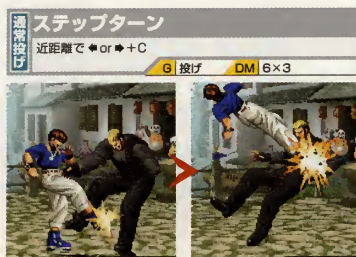 通常投げ
ステップターン
近距離で ← or → +C
G 投げ DM 6×3